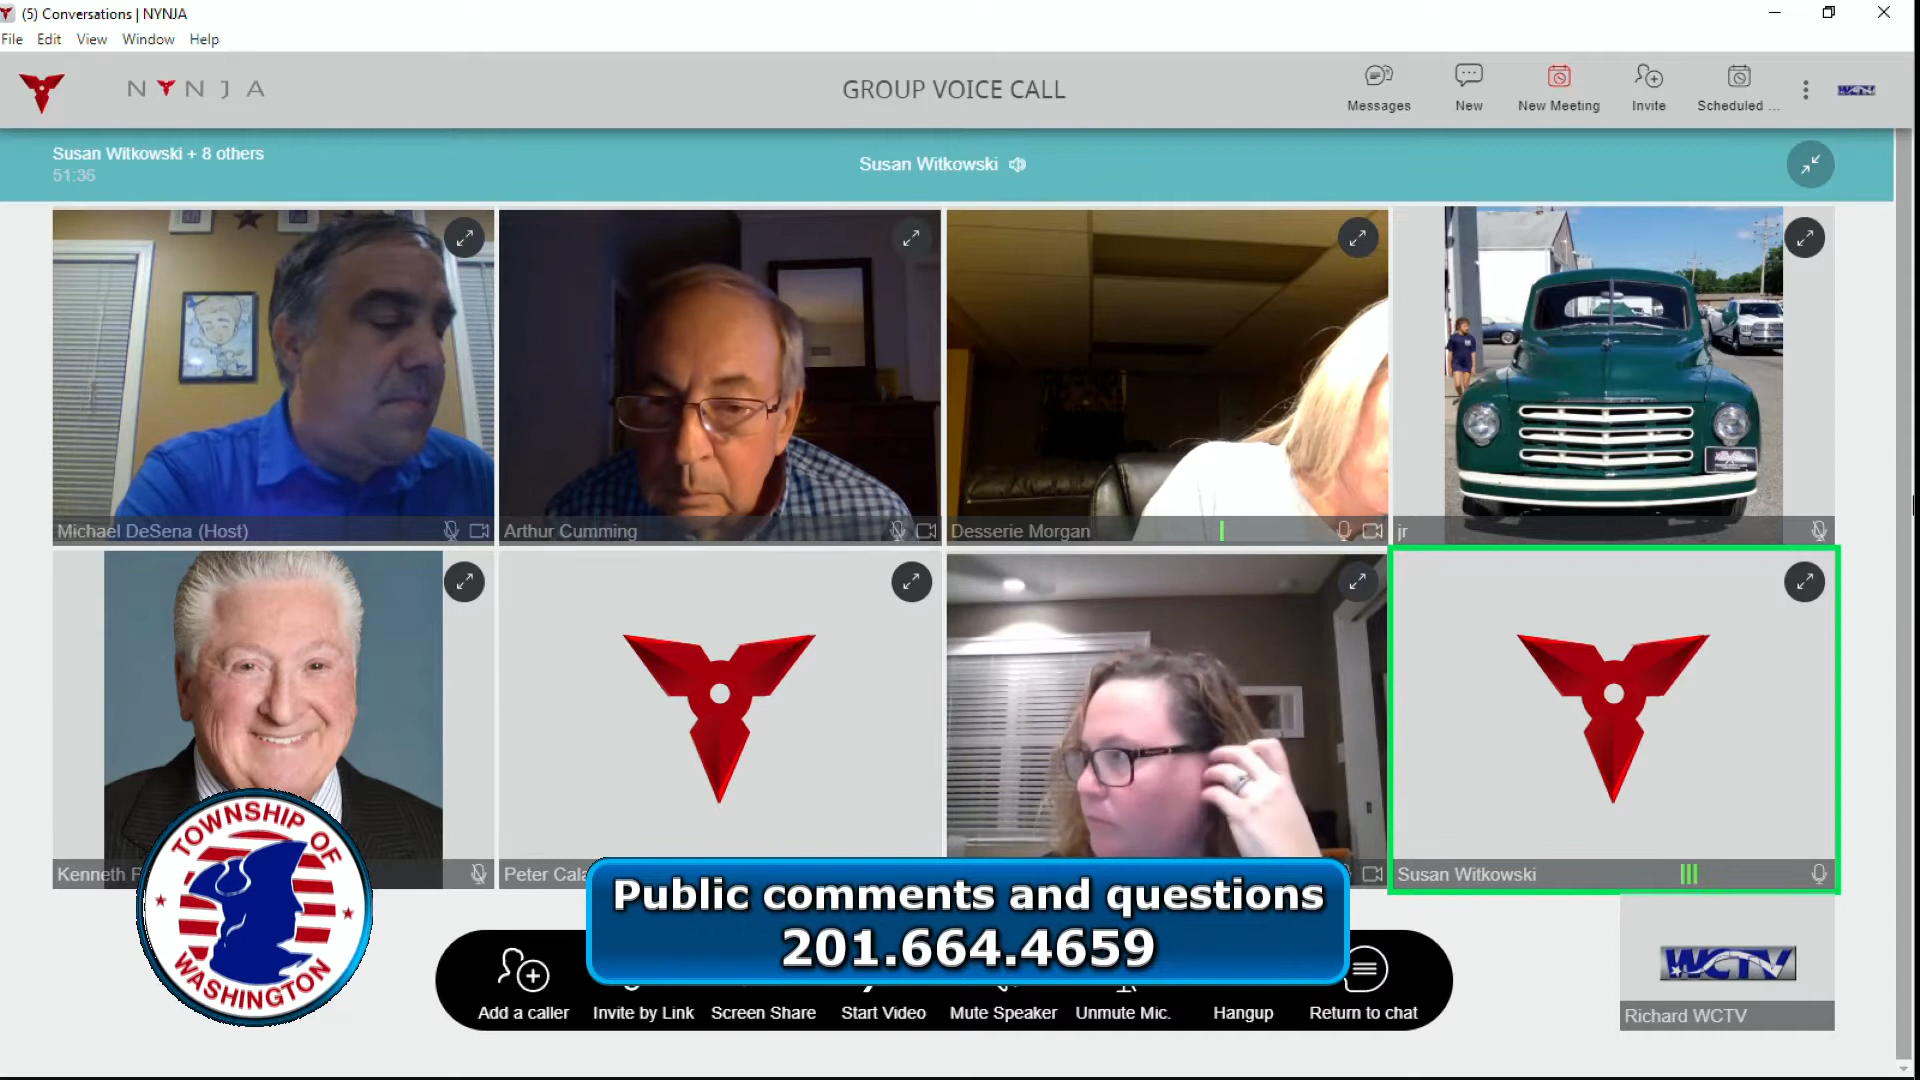 (5) Conversations | NYNJA
File Edit View Window Help
NYNJA
GROUP VOICE CALL
Messages
New
New Meeting
Invite
Scheduled ...
WCTV
Susan Witkowski + 8 others
51:36
Susan Witkowski
Michael DeSena (Host)
Arthur Cumming
Desserie Morgan
jr
Kenneth
Peter
Susan Witkowski
TOWNSHIP OF
WASHINGTON
Public comments and questions
201.664.4659
Add a caller
Invite by Link
Screen Share
Start Video
Mute Speaker
Unmute Mic.
Hangup
Return to chat
WCTV
Richard WCTV